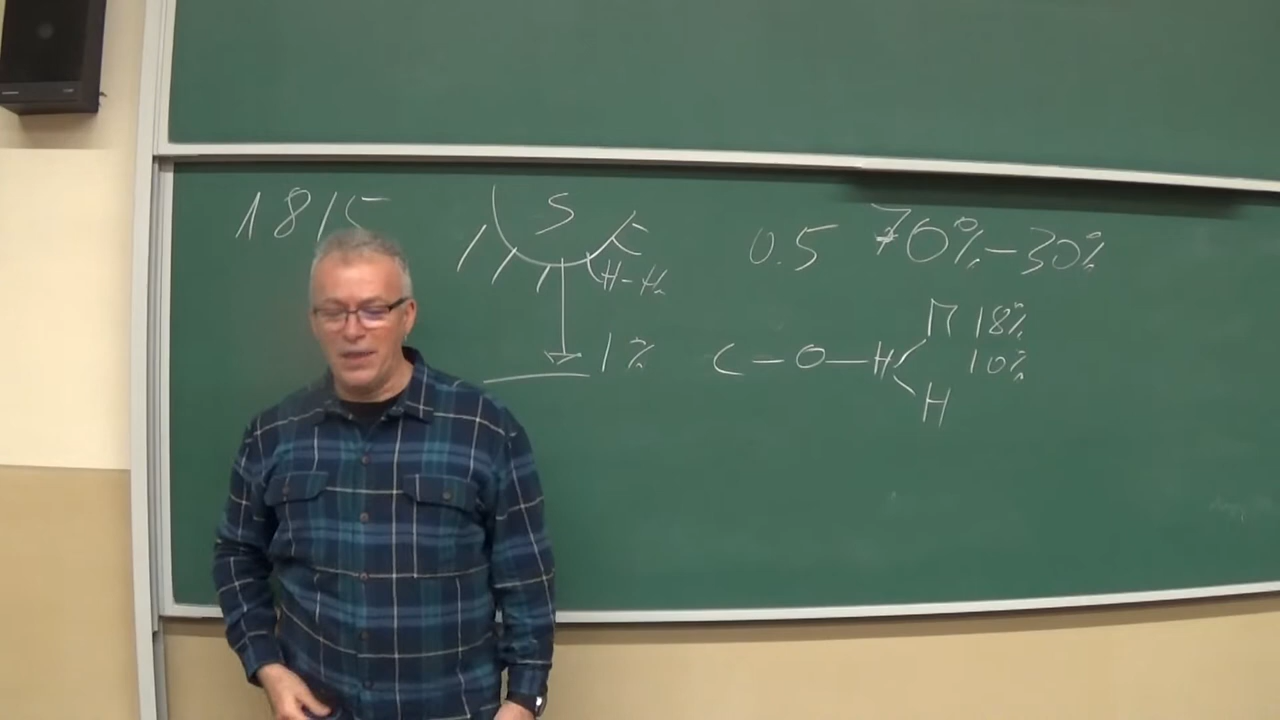 1815 S 0.5 70% – 30%
Н-Н
П 18%
1% С — О — Н 10%
Н